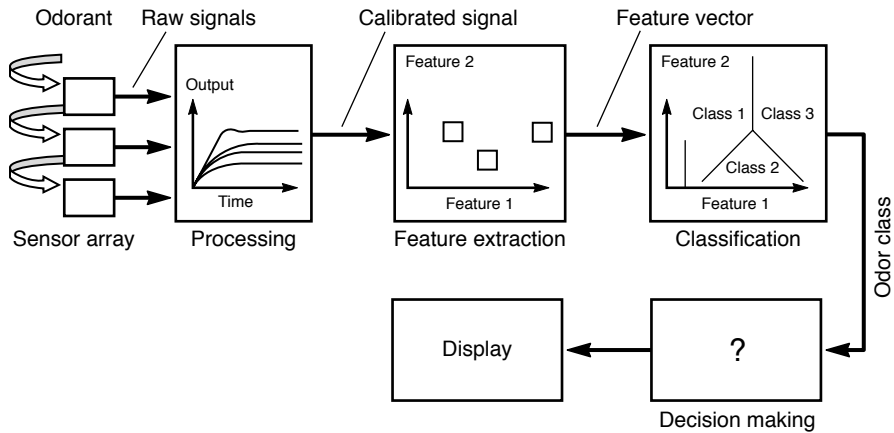 Odorant
Raw signals
Calibrated signal
Feature vector
Output
Time
Feature 2
Feature 1
Feature 2
Class 1
Class 3
Class 2
Feature 1
Sensor array
Processing
Feature extraction
Classification
Odor class
Display
?
Decision making